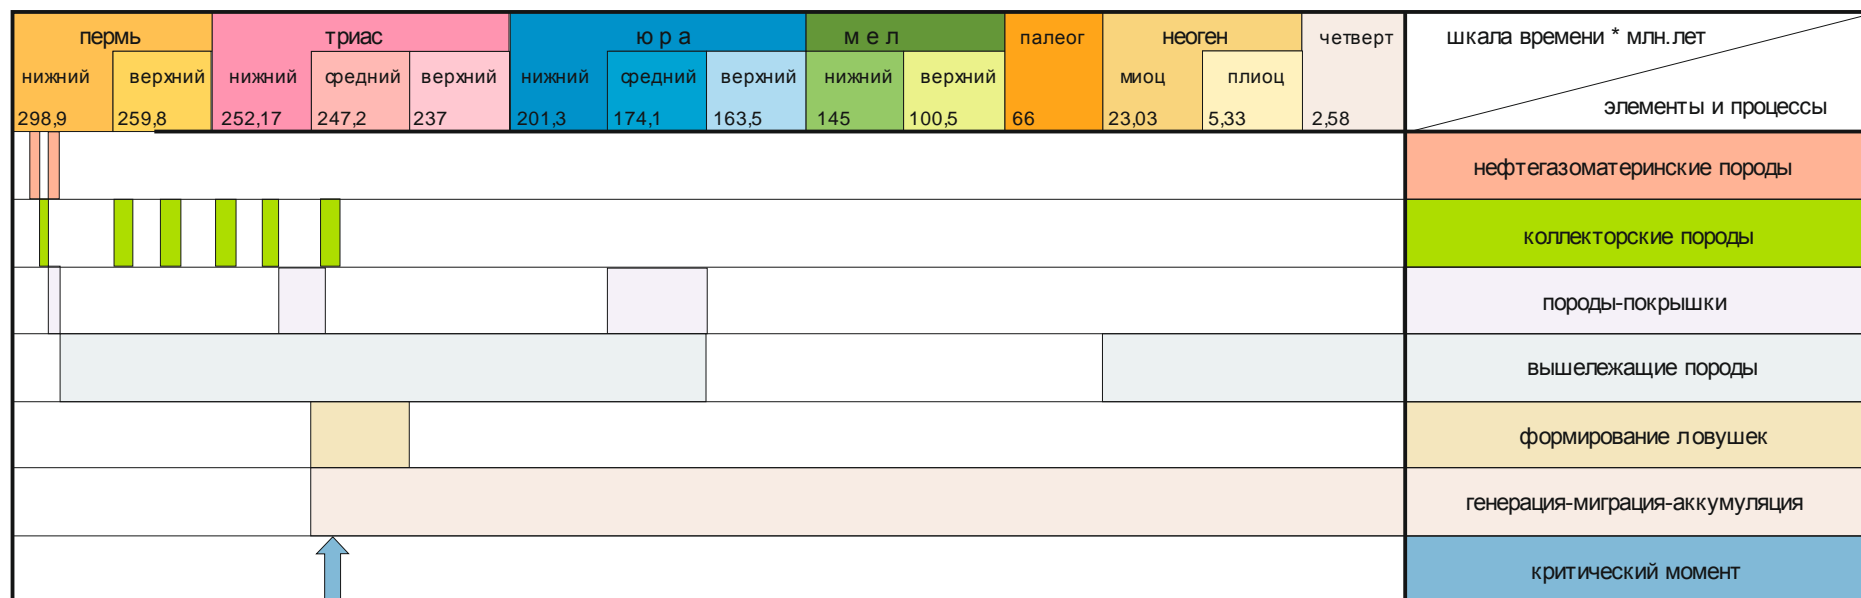 пермь триас юра мел палеог неоген четверт шкала времени * млн.лет
нижний верхний нижний средний верхний нижний средний верхний нижний верхний миоц плиоц
элементы и процессы
298,9 259,8 252,17 247,2 237 201,3 174,1 163,5 145 100,5 66 23,03 5,33 2,58
нефтегазоматеринские породы
коллекторские породы
породы-покрышки
вышележащие породы
формирование ловушек
генерация-миграция-аккумуляция
критический момент